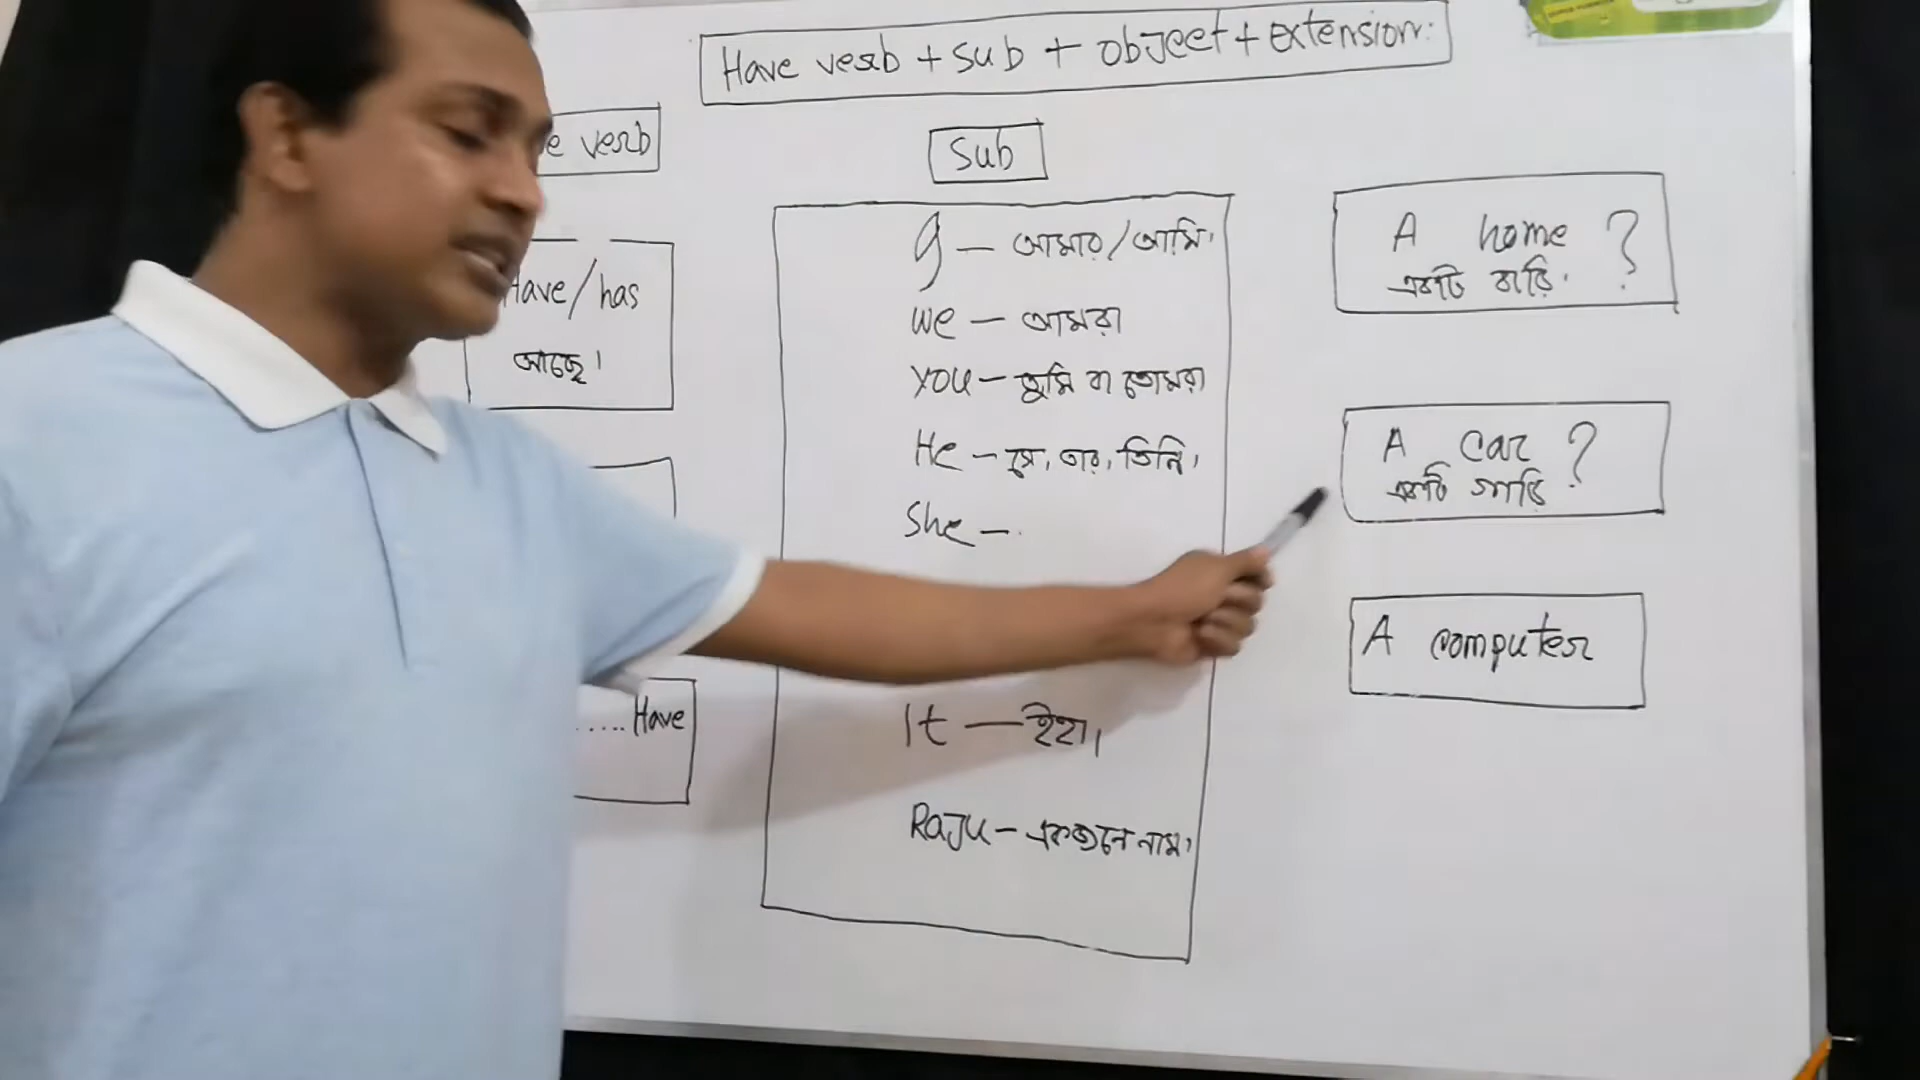 Have verb + sub + object + extension:
e verb
Sub
Have/has
আছে।
I — আমার/আমি।
we — আমরা
You — তুমি বা তোমরা
He — সে, তার, তিনি।
She —
It — ইহা।
Raju — একজনের নাম।
..... Have
A home ?
একটি বাড়ি.
A car ?
একটি গাড়ি
A computer